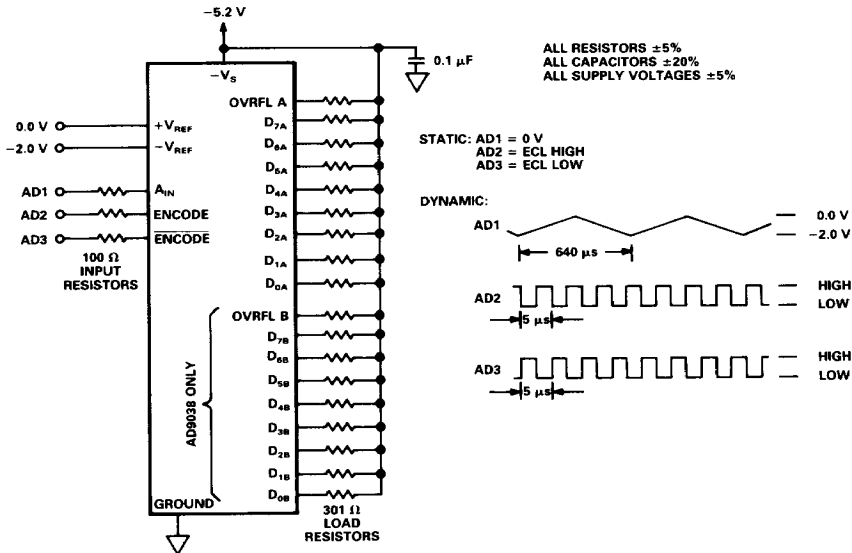 −5.2 V
−VS
0.1 μF
ALL RESISTORS ±5%
ALL CAPACITORS ±20%
ALL SUPPLY VOLTAGES ±5%
OVRFL A
D7A
D6A
D5A
D4A
D3A
D2A
D1A
D0A
OVRFL B
D7B
D6B
D5B
D4B
D3B
D2B
D1B
D0B
0.0 V
+VREF
−2.0 V
−VREF
AD1
AIN
AD2
ENCODE
AD3
E̅N̅C̅O̅D̅E̅
100 Ω
INPUT
RESISTORS
AD9038 ONLY
GROUND
301 Ω
LOAD
RESISTORS
STATIC: AD1 = 0 V
AD2 = ECL HIGH
AD3 = ECL LOW
DYNAMIC:
AD1
0.0 V
−2.0 V
640 μs
AD2
HIGH
LOW
5 μs
AD3
HIGH
LOW
5 μs